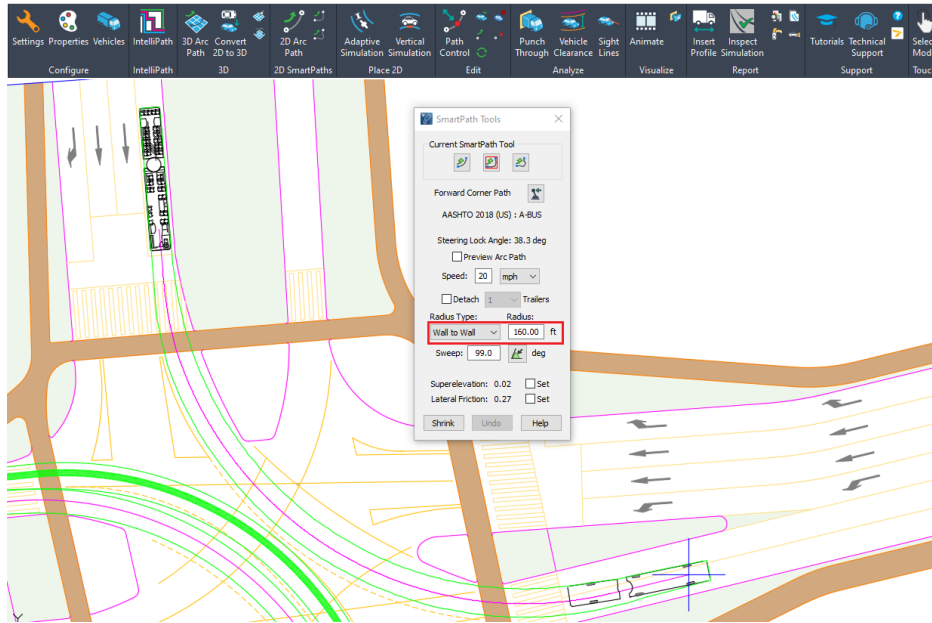 Settings Properties Vehicles IntelliPath 3D Arc Path Convert 2D to 3D 2D Arc Path Adaptive Simulation Vertical Simulation Path Control Punch Through Vehicle Clearance Sight Lines Animate Insert Profile Inspect Simulation Tutorials Technical Support Selec Mod
Configure IntelliPath 3D 2D SmartPaths Place 2D Edit Analyze Visualize Report Support Touc
SmartPath Tools
Current SmartPath Tool
Forward Corner Path
AASHTO 2018 (US) : A-BUS
Steering Lock Angle: 38.3 deg
Preview Arc Path
Speed: 20 mph
Detach 1 Trailers
Radius Type: Radius:
Wall to Wall 160.00 ft
Sweep: 99.0 deg
Superelevation: 0.02 Set
Lateral Friction: 0.27 Set
Shrink Undo Help
Y